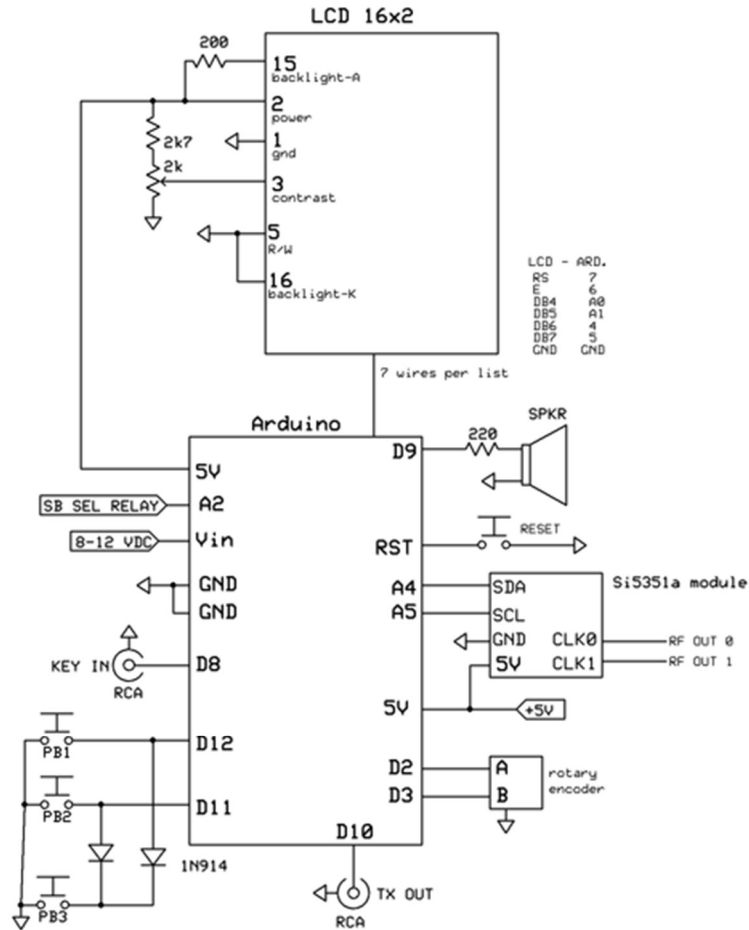 LCD 16x2
200
15
backlight-A
2
power
2k7
1
gnd
2k
3
contrast
5
R/W
16
backlight-K
LCD - ARD.
RS 7
E 6
DB4 A0
DB5 A1
DB6 4
DB7 5
GND GND
7 wires per list
Arduino
SPKR
D9
220
5V
SB SEL RELAY
A2
8-12 VDC
Vin
RST
RESET
GND
GND
A4
A5
SDA
SCL
GND
5V
CLK0
CLK1
Si5351a module
RF OUT 0
RF OUT 1
KEY IN
RCA
D8
5V
+5V
PB1
D12
D2
D3
A
B
rotary
encoder
PB2
D11
D10
1N914
PB3
TX OUT
RCA